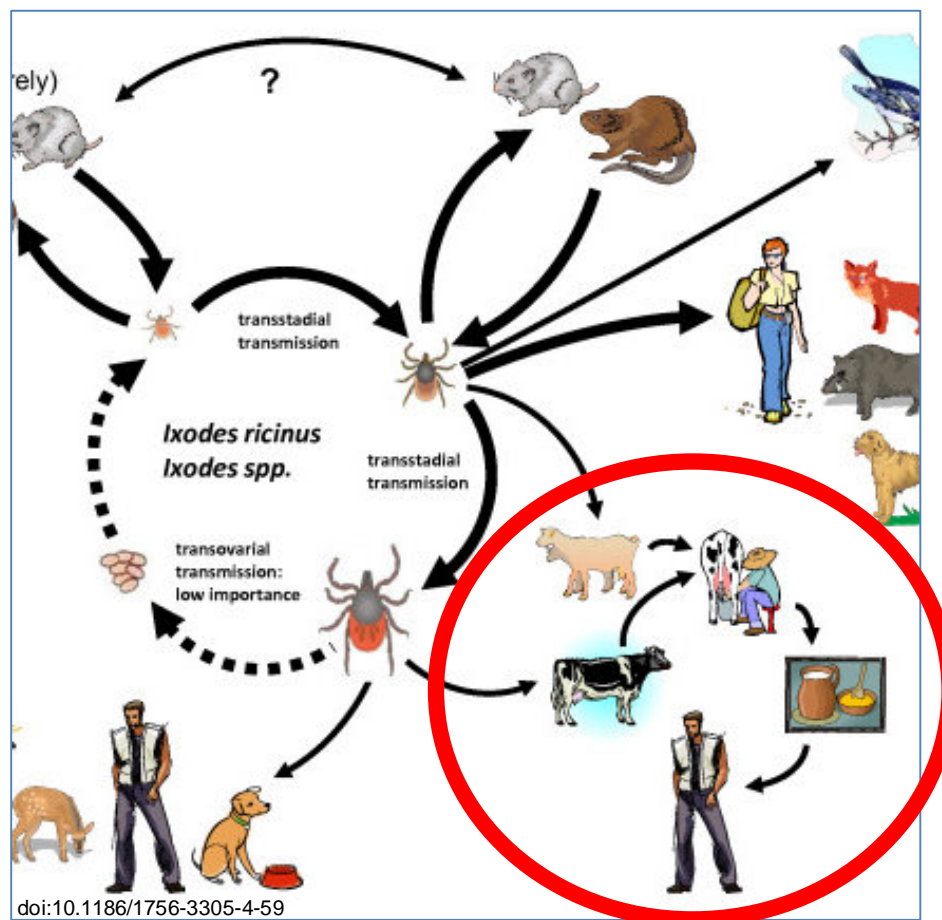 rely)
?
transstadial
transmission
Ixodes ricinus
Ixodes spp.
transstadial
transmission
transovarial
transmission:
low importance
doi:10.1186/1756-3305-4-59